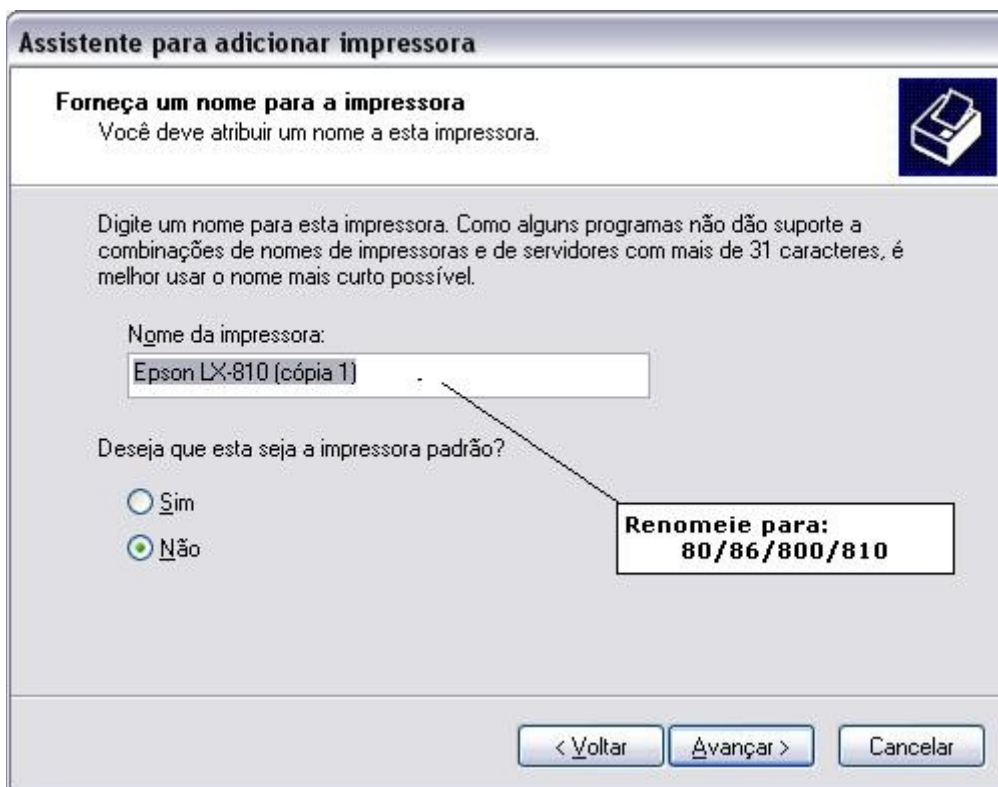 Assistente para adicionar impressora
Forneça um nome para a impressora
Você deve atribuir um nome a esta impressora.
Digite um nome para esta impressora. Como alguns programas não dão suporte a
combinações de nomes de impressoras e de servidores com mais de 31 caracteres, é
melhor usar o nome mais curto possível.
Nome da impressora:
Epson LX-810 (cópia 1)
Deseja que esta seja a impressora padrão?
Sim
Não
Renomeie para:
80/86/800/810
< Voltar
Avançar >
Cancelar